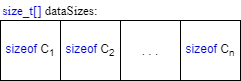 size_t[] dataSizes:
sizeof C1 sizeof C2 . . . sizeof Cn